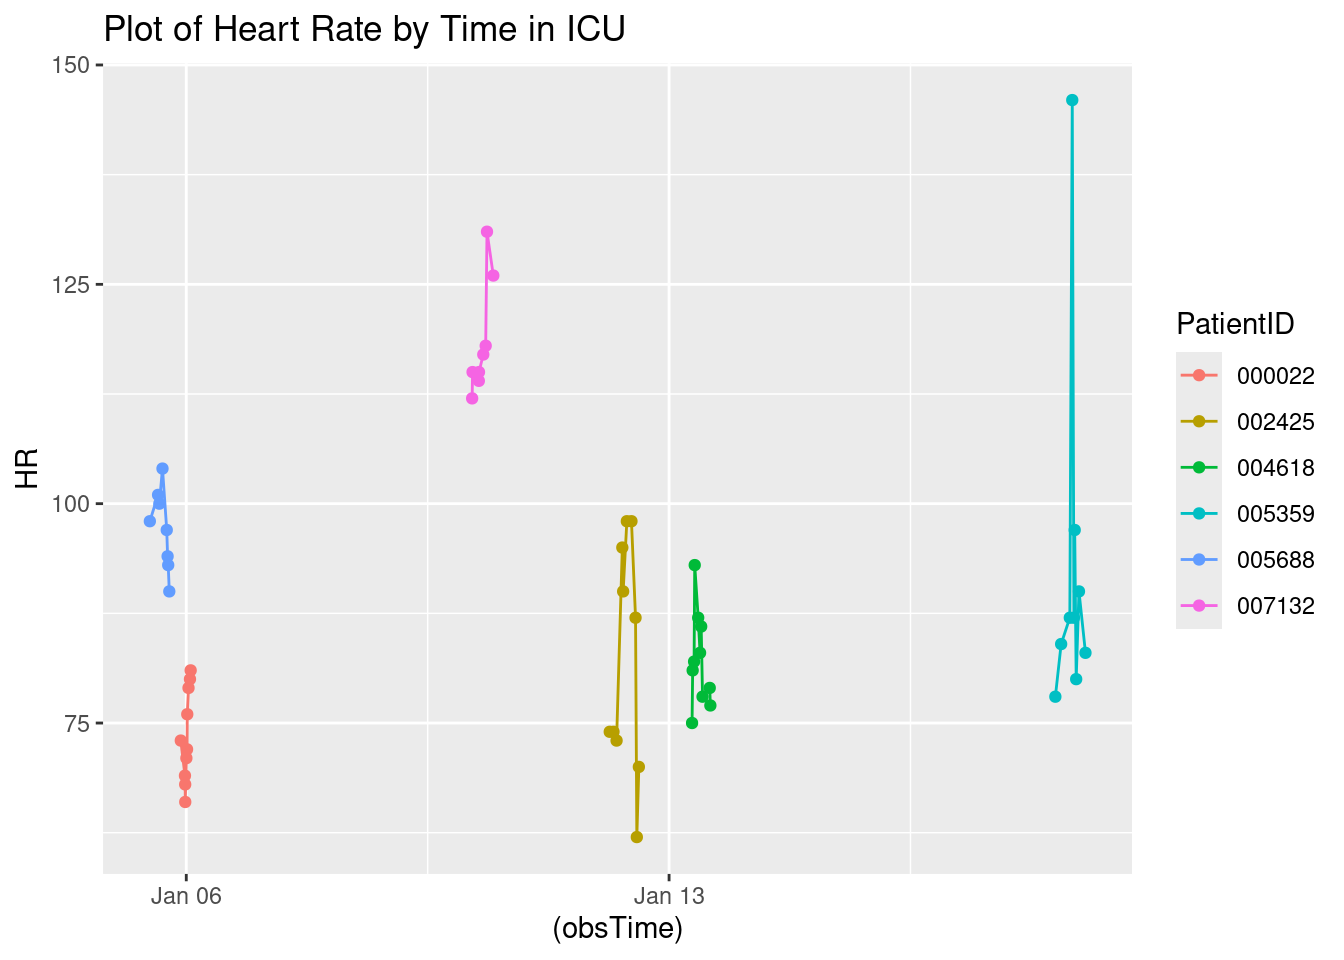 Plot of Heart Rate by Time in ICU
150
125
100
75
HR
Jan 06
Jan 13
(obsTime)
PatientID
000022
002425
004618
005359
005688
007132